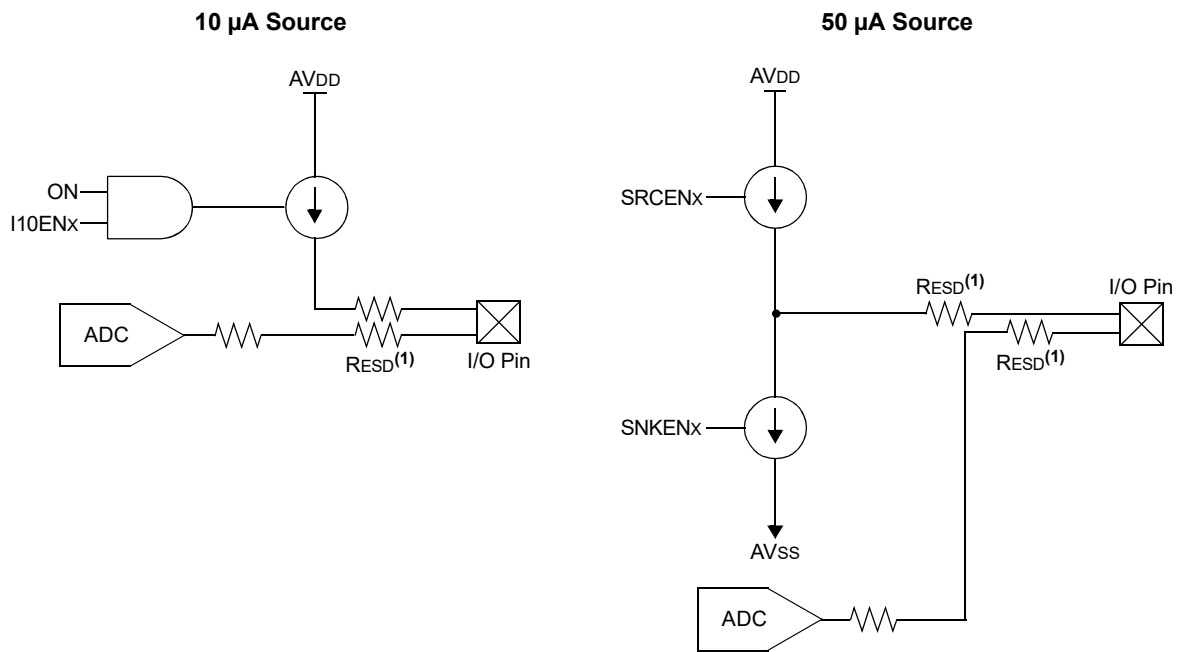 10 µA Source
AVDD
ON
I10ENX
ADC
RESD(1)
I/O Pin
50 µA Source
AVDD
SRCENX
RESD(1)
I/O Pin
RESD(1)
SNKENX
AVSS
ADC